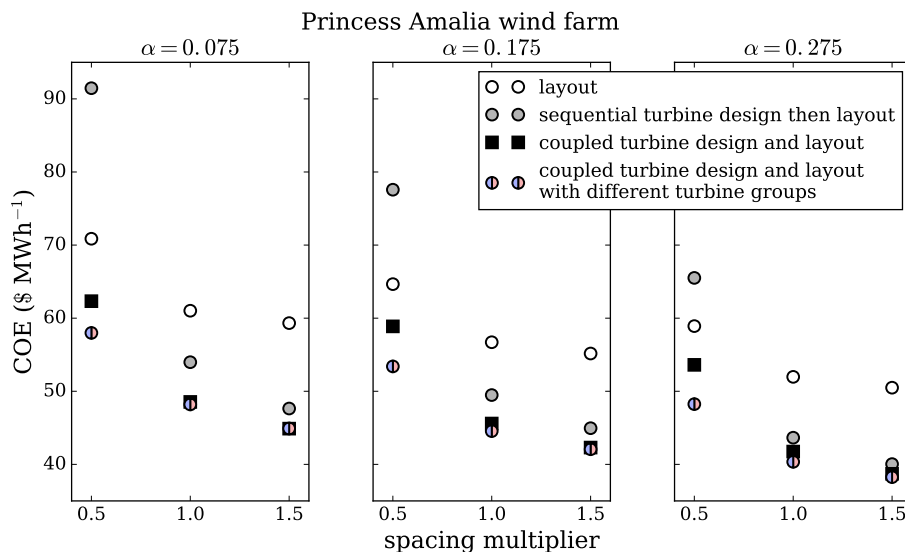 Princess Amalia wind farm
α = 0.075
α = 0.175
α = 0.275
layout
sequential turbine design then layout
coupled turbine design and layout
coupled turbine design and layout
with different turbine groups
COE ($ MWh⁻¹)
90
80
70
60
50
40
0.5 1.0 1.5
0.5 1.0 1.5
0.5 1.0 1.5
spacing multiplier